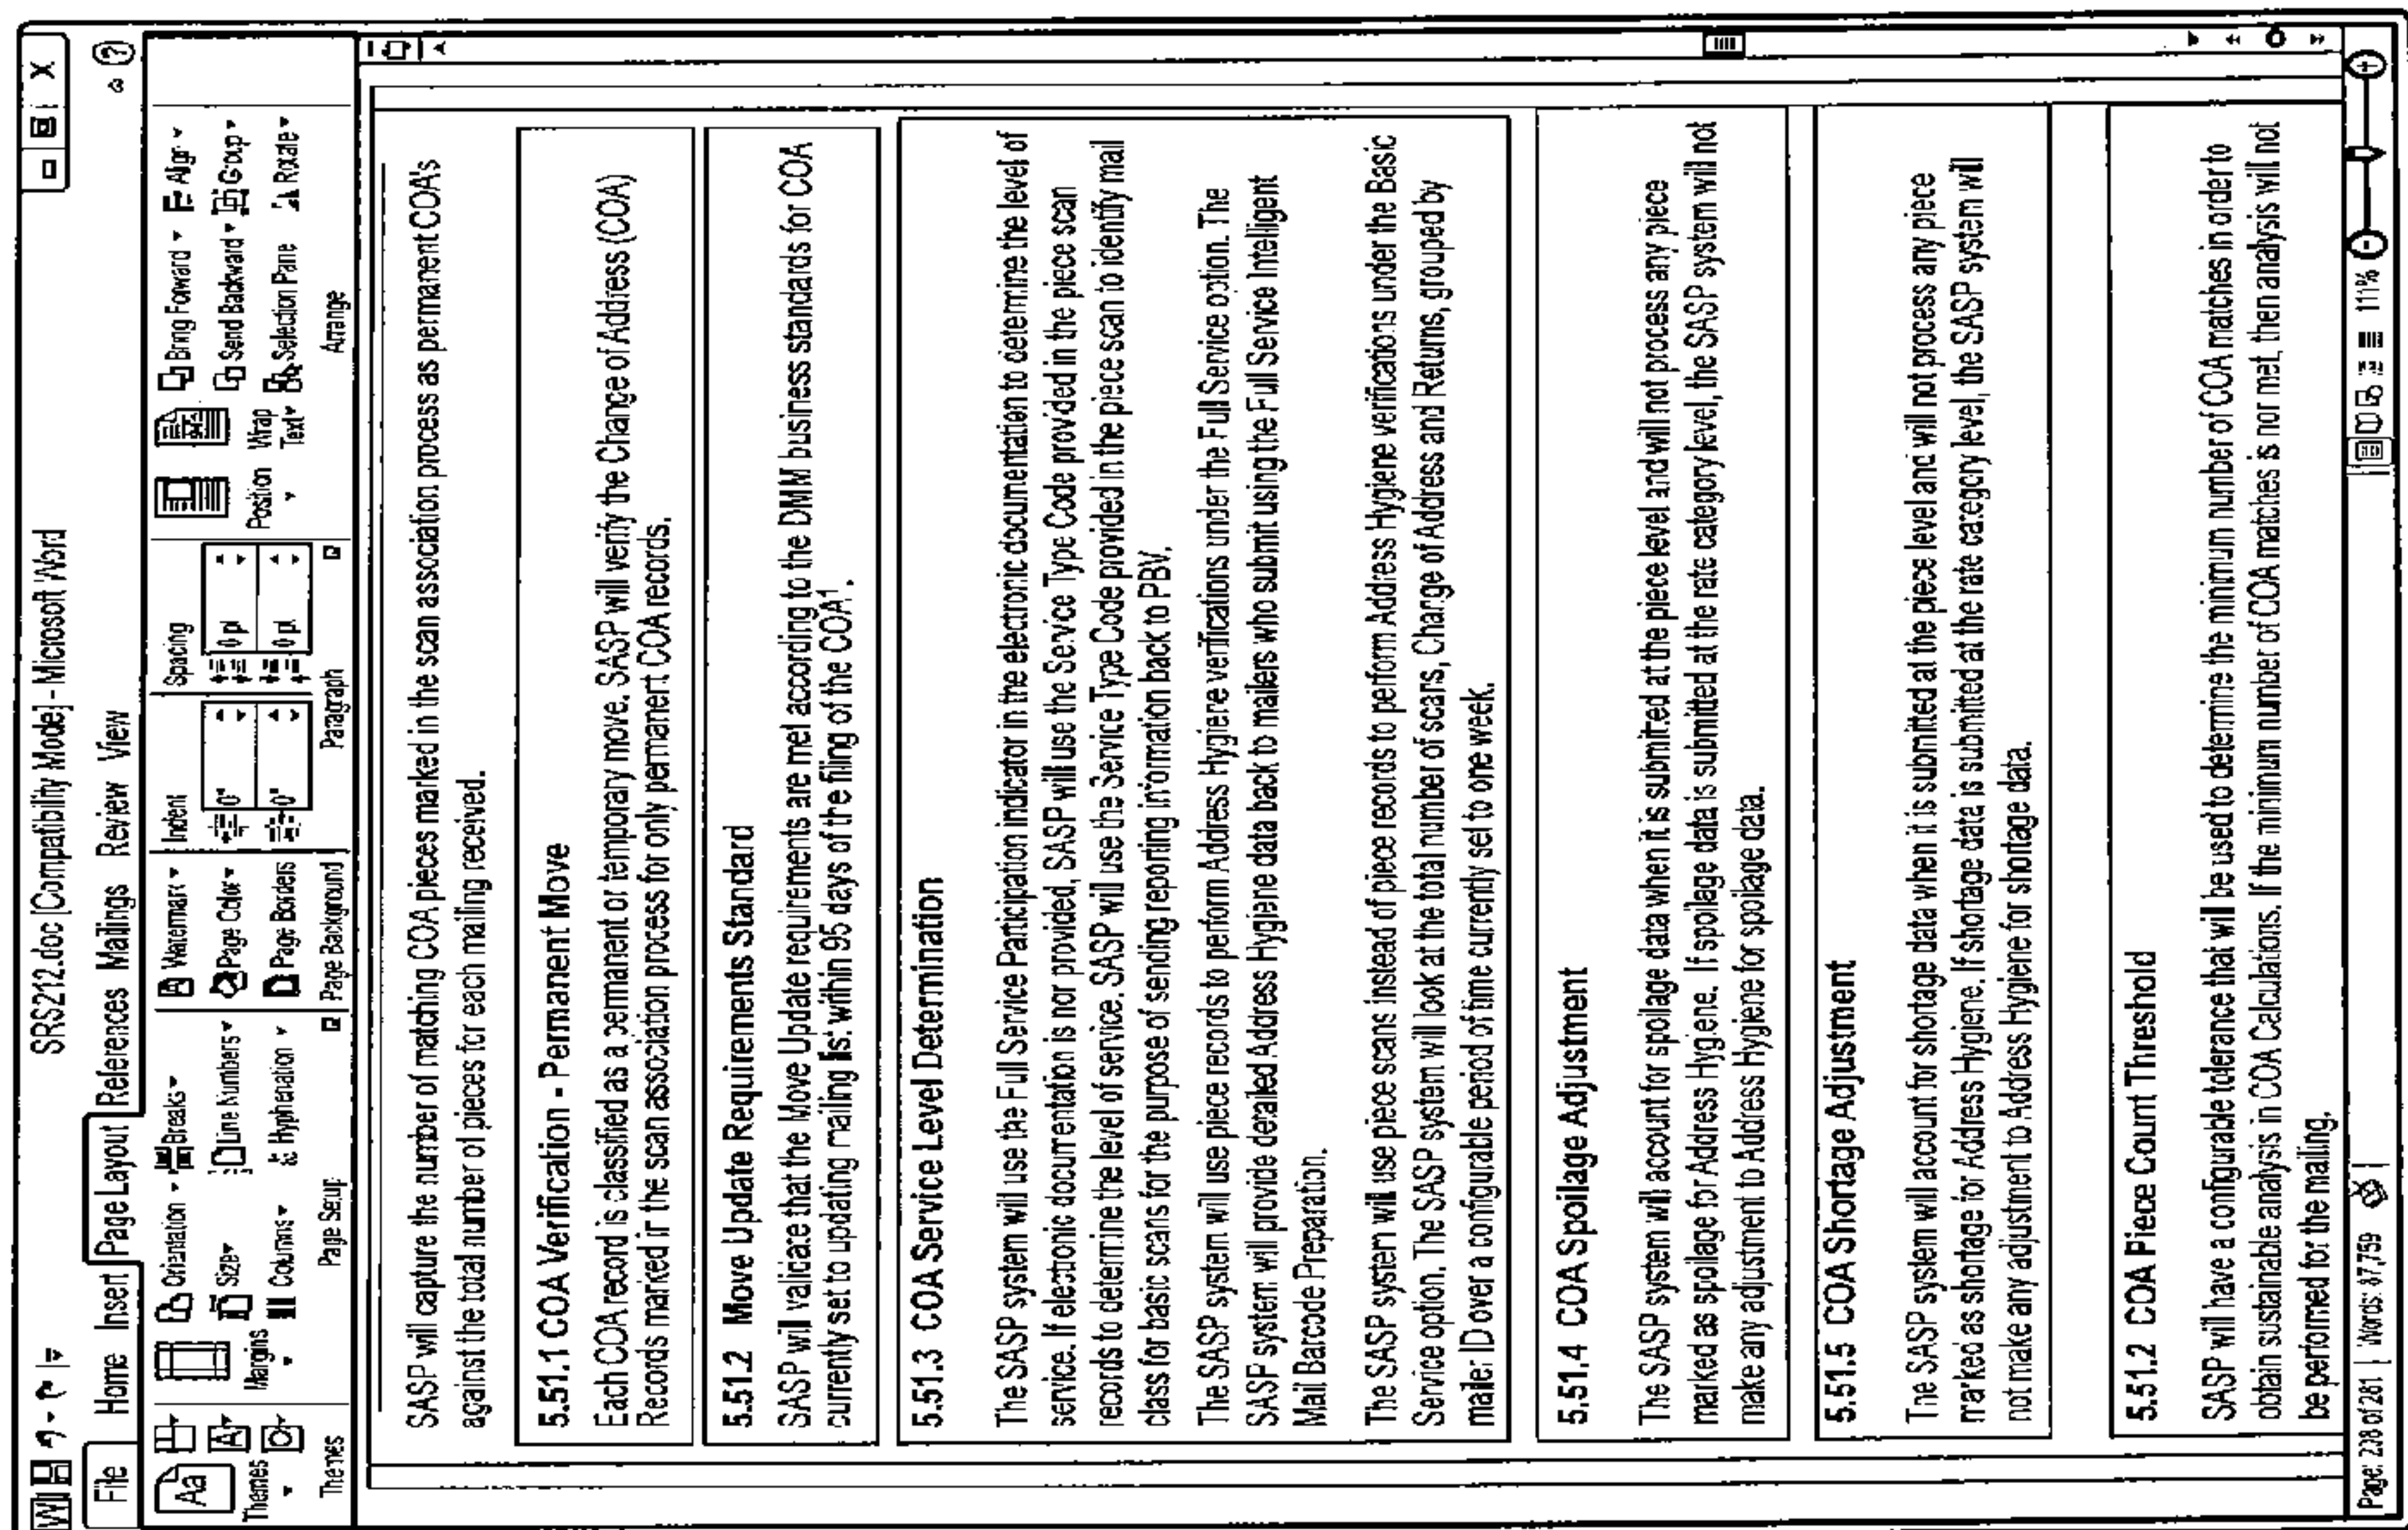 SRS212.doc [Compatibility Mode] - Microsoft Word
File Home Insert Page Layout References Mailings Review View
Aa
Themes
Themes
Margins
Orientation
Size
Columns
Breaks
Line Numbers
Hyphenation
Page Setup
Watermark
Page Color
Page Borders
Page Background
Indent
0"
0"
Spacing
0 pt
0 pt
Paragraph
Position
Wrap
Text
Bring Forward
Send Backward
Selection Pane
Align
Group
Rotate
Arrange
SASP will capture the number of matching COA pieces marked in the scan association process as permanent COA's
against the total number of pieces for each mailing received.
5.51.1 COA Verification - Permanent Move
Each COA record is classified as a permanent or temporary move. SASP will verify the Change of Address (COA)
Records marked in the scan association process for only permanent COA records.
5.51.2 Move Update Requirements Standard
SASP will validate that the Move Update requirements are met according to the DMM business standards for COA
currently set to updating mailing list within 95 days of the filing of the COA1.
5.51.3 COA Service Level Determination
The SASP system will use the Full Service Participation indicator in the electronic documentation to determine the level of
service. If electronic documentation is nor provided, SASP will use the Service Type Code provided in the piece scan
records to determine the level of service. SASP will use the Service Type Code provided in the piece scan to identify mail
class for basic scans for the purpose of sending reporting information back to PBV.
The SASP system will use piece records to perform Address Hygiene verifications under the Full Service option. The
SASP system will provide detailed Address Hygiene data back to mailers who submit using the Full Service Intelligent
Mail Barcode Preparation.
The SASP system will use piece scans instead of piece records to perform Address Hygiene verifications under the Basic
Service option. The SASP system will look at the total number of scans, Change of Address and Returns, grouped by
mailer ID over a configurable period of time currently set to one week.
5.51.4 COA Spoilage Adjustment
The SASP system will account for spoilage data when it is submitted at the piece level and will not process any piece
marked as spoilage for Address Hygiene. If spoilage data is submitted at the rate category level, the SASP system will not
make any adjustment to Address Hygiene for spoilage data.
5.51.5 COA Shortage Adjustment
The SASP system will account for shortage data when it is submitted at the piece level and will not process any piece
marked as shortage for Address Hygiene. If shortage data is submitted at the rate category level, the SASP system will
not make any adjustment to Address Hygiene for shortage data.
5.51.2 COA Piece Count Threshold
SASP will have a configurable tolerance that will be used to determine the minimum number of COA matches in order to
obtain sustainable analysis in COA Calculations. If the minimum number of COA matches is nor met, then analysis will not
be performed for the mailing.
Page: 238 of 281 Words: 87,759 111%